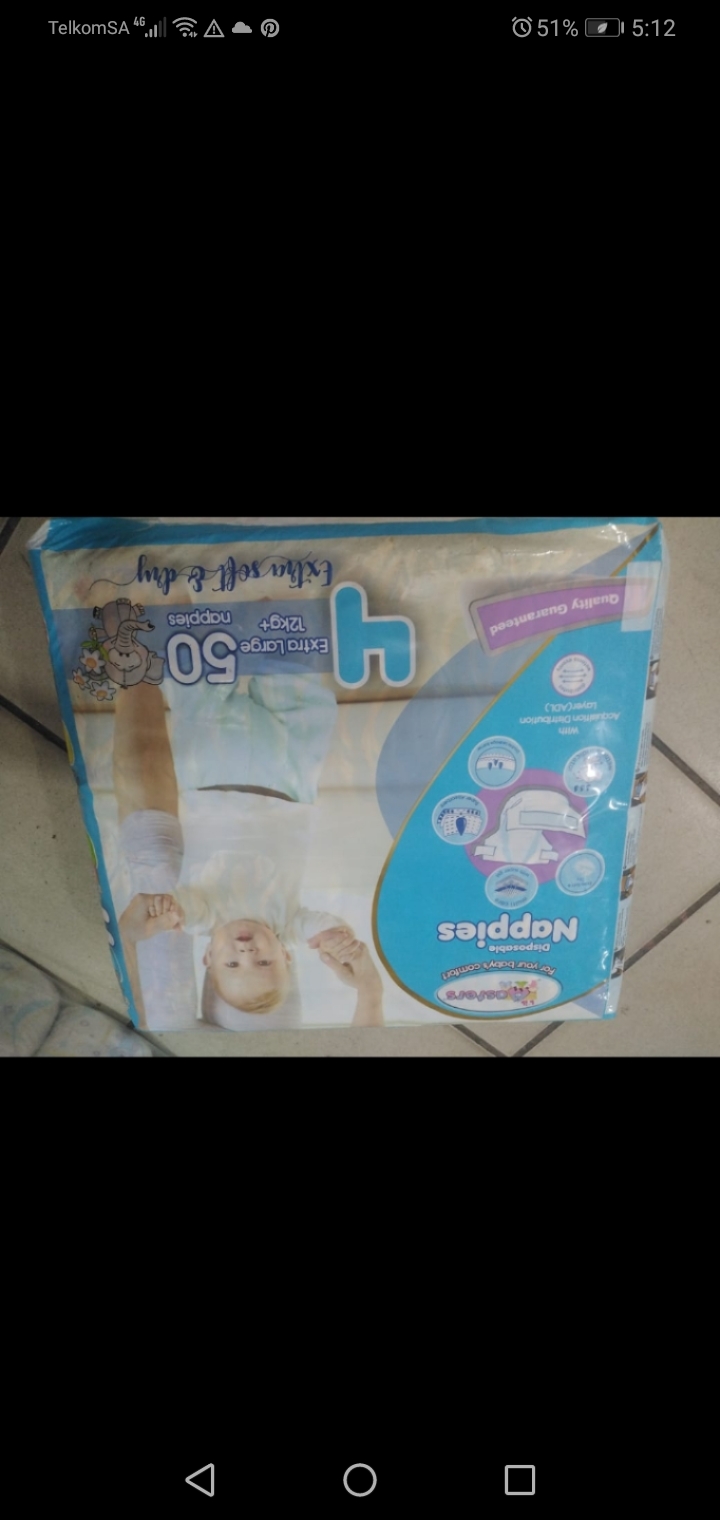 TelkomSA 4G 51% 5:12
For your baby's comfort
Disposable
Nappies
With
Acquisition Distribution
Layer(ADL)
Quality Guaranteed
4
Extra Large
12kg+
50
nappies
Extra soft & dry